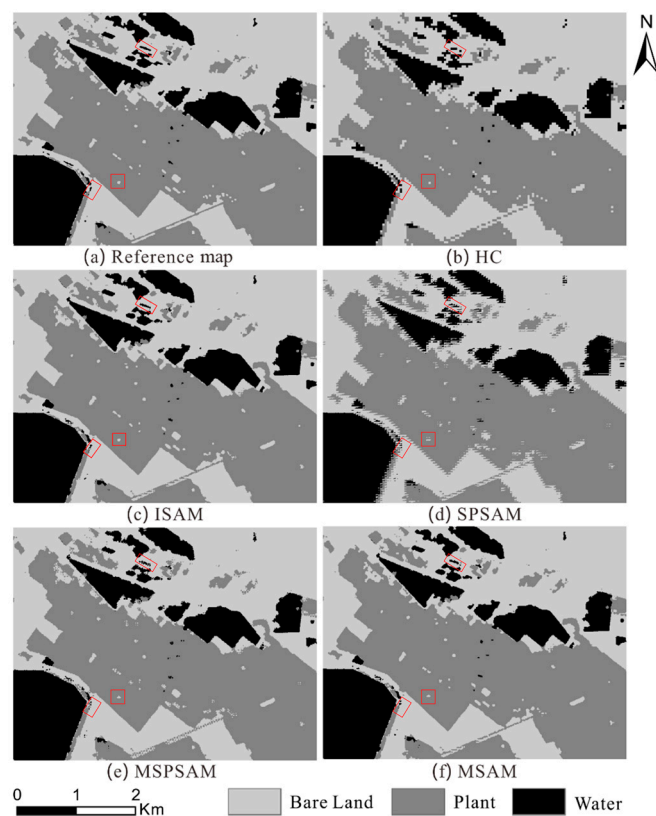 N
(a) Reference map
(b) HC
(c) ISAM
(d) SPSAM
(e) MSPSAM
(f) MSAM
0 1 2
Km
Bare Land
Plant
Water